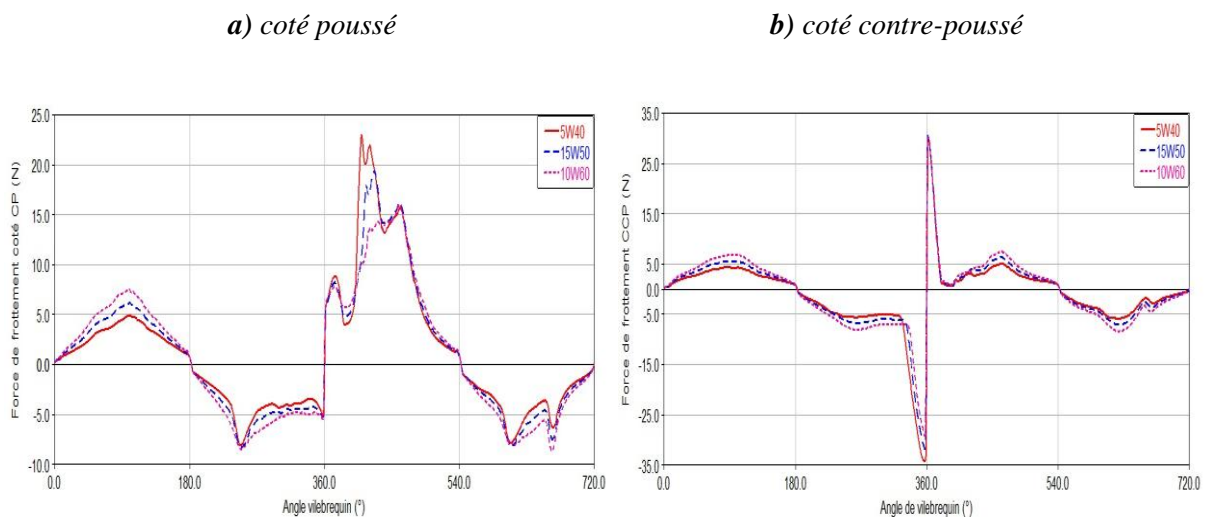 a) coté poussé
b) coté contre-poussé
Force de frottement coté CP (N)
25.0
20.0
15.0
10.0
5.0
0.0
-5.0
-10.0
0.0
180.0
360.0
540.0
720.0
Angle vilebrequin (°)
5W40
15W50
10W60
Force de frottement CCP (N)
35.0
25.0
15.0
5.0
0.0
-5.0
-15.0
-25.0
-35.0
0.0
180.0
360.0
540.0
720.0
Angle de vilebrequin (°)
5W40
15W50
10W60